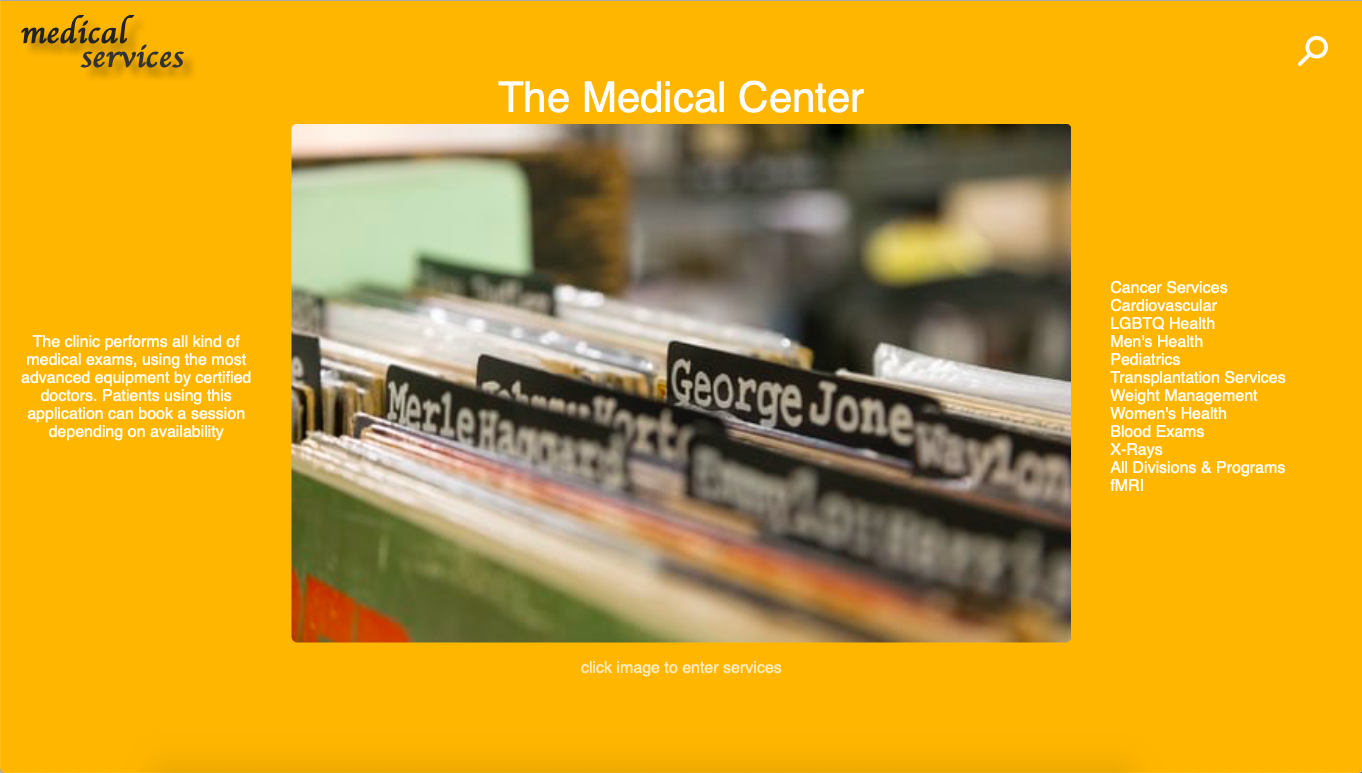 medical
services
The Medical Center
The clinic performs all kind of
medical exams, using the most
advanced equipment by certified
doctors. Patients using this
application can book a session
depending on availability
George Jone
Merle Haggard
Waylon
Cancer Services
Cardiovascular
LGBTQ Health
Men's Health
Pediatrics
Transplantation Services
Weight Management
Women's Health
Blood Exams
X-Rays
All Divisions & Programs
fMRI
click image to enter services